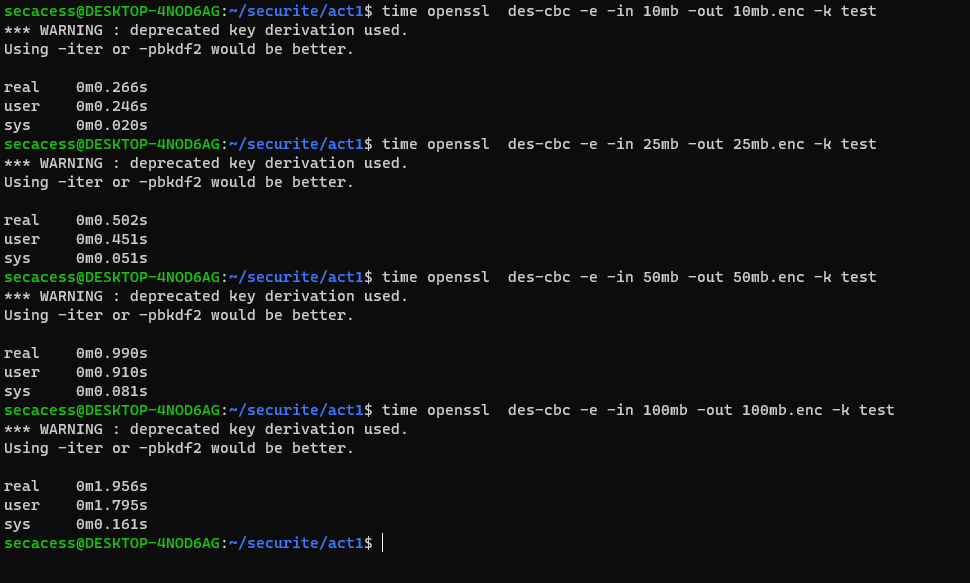 secacess@DESKTOP-4NOD6AG:~/securite/act1$ time openssl  des-cbc -e -in 10mb -out 10mb.enc -k test
*** WARNING : deprecated key derivation used.
Using -iter or -pbkdf2 would be better.

real    0m0.266s
user    0m0.246s
sys     0m0.020s
secacess@DESKTOP-4NOD6AG:~/securite/act1$ time openssl  des-cbc -e -in 25mb -out 25mb.enc -k test
*** WARNING : deprecated key derivation used.
Using -iter or -pbkdf2 would be better.

real    0m0.502s
user    0m0.451s
sys     0m0.051s
secacess@DESKTOP-4NOD6AG:~/securite/act1$ time openssl  des-cbc -e -in 50mb -out 50mb.enc -k test
*** WARNING : deprecated key derivation used.
Using -iter or -pbkdf2 would be better.

real    0m0.990s
user    0m0.910s
sys     0m0.081s
secacess@DESKTOP-4NOD6AG:~/securite/act1$ time openssl  des-cbc -e -in 100mb -out 100mb.enc -k test
*** WARNING : deprecated key derivation used.
Using -iter or -pbkdf2 would be better.

real    0m1.956s
user    0m1.795s
sys     0m0.161s
secacess@DESKTOP-4NOD6AG:~/securite/act1$